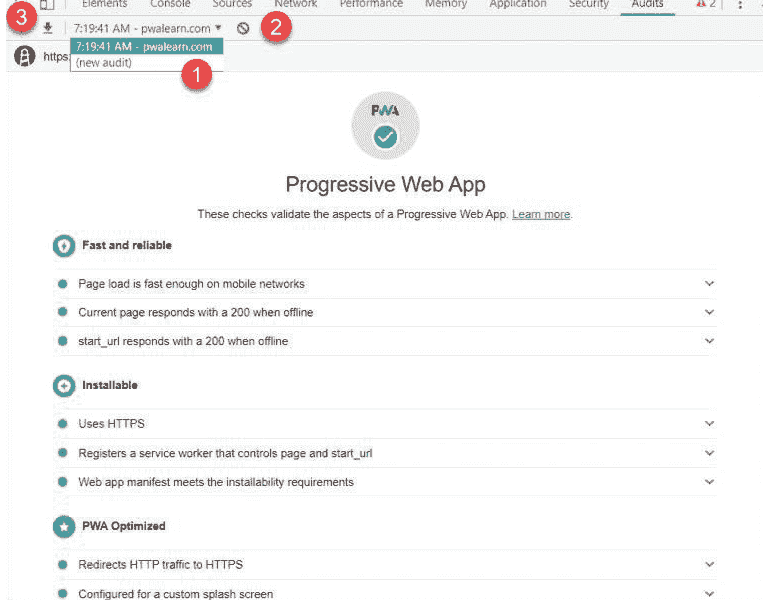 Elements Console Sources Network Performance Memory Application Security Audits 2
3
7:19:41 AM - pwalearn.com
2
7:19:41 AM - pwalearn.com
https:
(new audit)
1
PWA
Progressive Web App
These checks validate the aspects of a Progressive Web App. Learn more.
Fast and reliable
Page load is fast enough on mobile networks
Current page responds with a 200 when offline
start_url responds with a 200 when offline
Installable
Uses HTTPS
Registers a service worker that controls page and start_url
Web app manifest meets the installability requirements
PWA Optimized
Redirects HTTP traffic to HTTPS
Configured for a custom splash screen